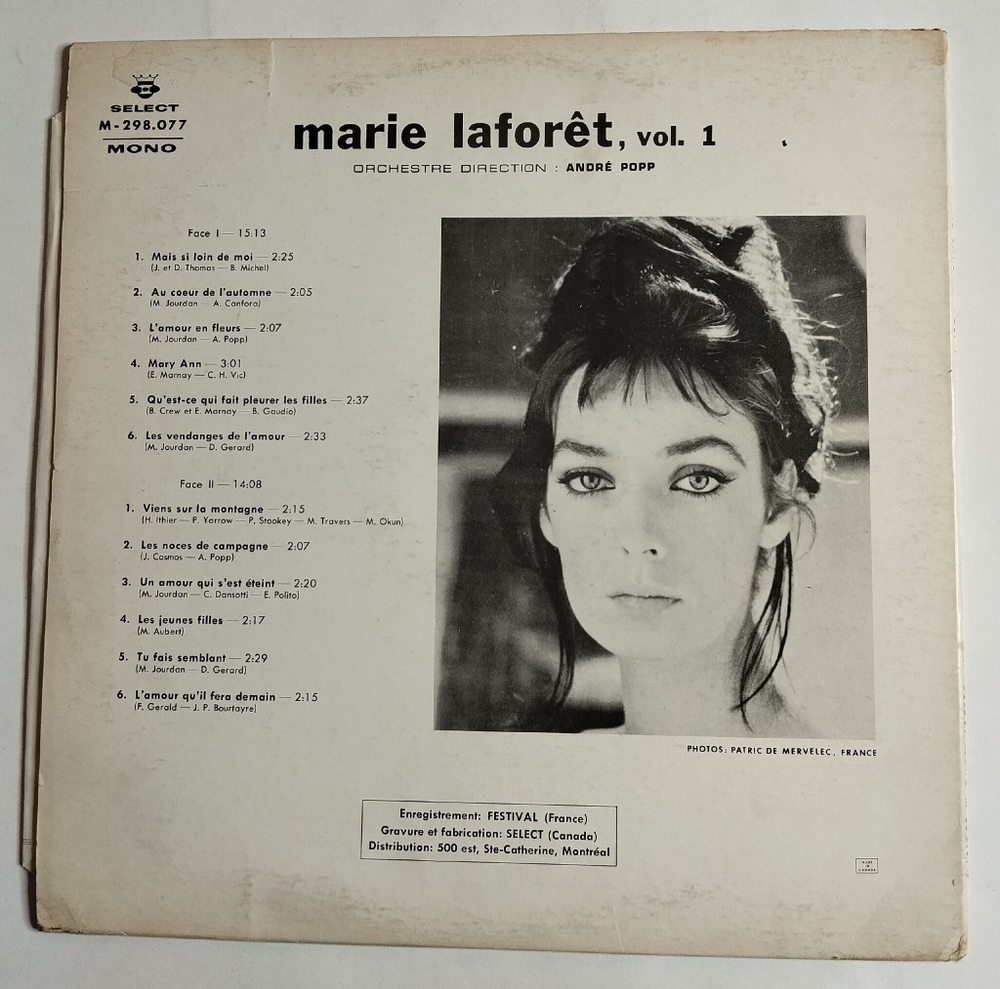 SELECT
M-298.077
MONO
marie laforêt, vol. 1
ORCHESTRE DIRECTION : ANDRÉ POPP
Face I — 15:13
1. Mais si loin de moi — 2:25
(J. et D. Thomas — B. Michel)
2. Au coeur de l'automne — 2:05
(M. Jourdan — A. Canfora)
3. L'amour en fleurs — 2:07
(M. Jourdan — A. Popp)
4. Mary Ann — 3:01
(E. Marnay — C. H. Vic)
5. Qu'est-ce qui fait pleurer les filles — 2:37
(B. Crew et E. Marnay — B. Gaudio)
6. Les vendanges de l'amour — 2:33
(M. Jourdan — D. Gerard)
Face II — 14:08
1. Viens sur la montagne — 2:15
(H. Ithier — P. Yarrow — P. Stookey — M. Travers — M. Okun)
2. Les noces de campagne — 2:07
(J. Cosmos — A. Popp)
3. Un amour qui s'est éteint — 2:20
(M. Jourdan — C. Dansotti — E. Polito)
4. Les jeunes filles — 2:17
(M. Aubert)
5. Tu fais semblant — 2:29
(M. Jourdan — D. Gerard)
6. L'amour qu'il fera demain — 2:15
(F. Gerald — J. P. Bourtayre)
PHOTOS: PATRIC DE MERVELEC, FRANCE
Enregistrement: FESTIVAL (France)
Gravure et fabrication: SELECT (Canada)
Distribution: 500 est, Ste-Catherine, Montréal
MADE
IN
CANADA